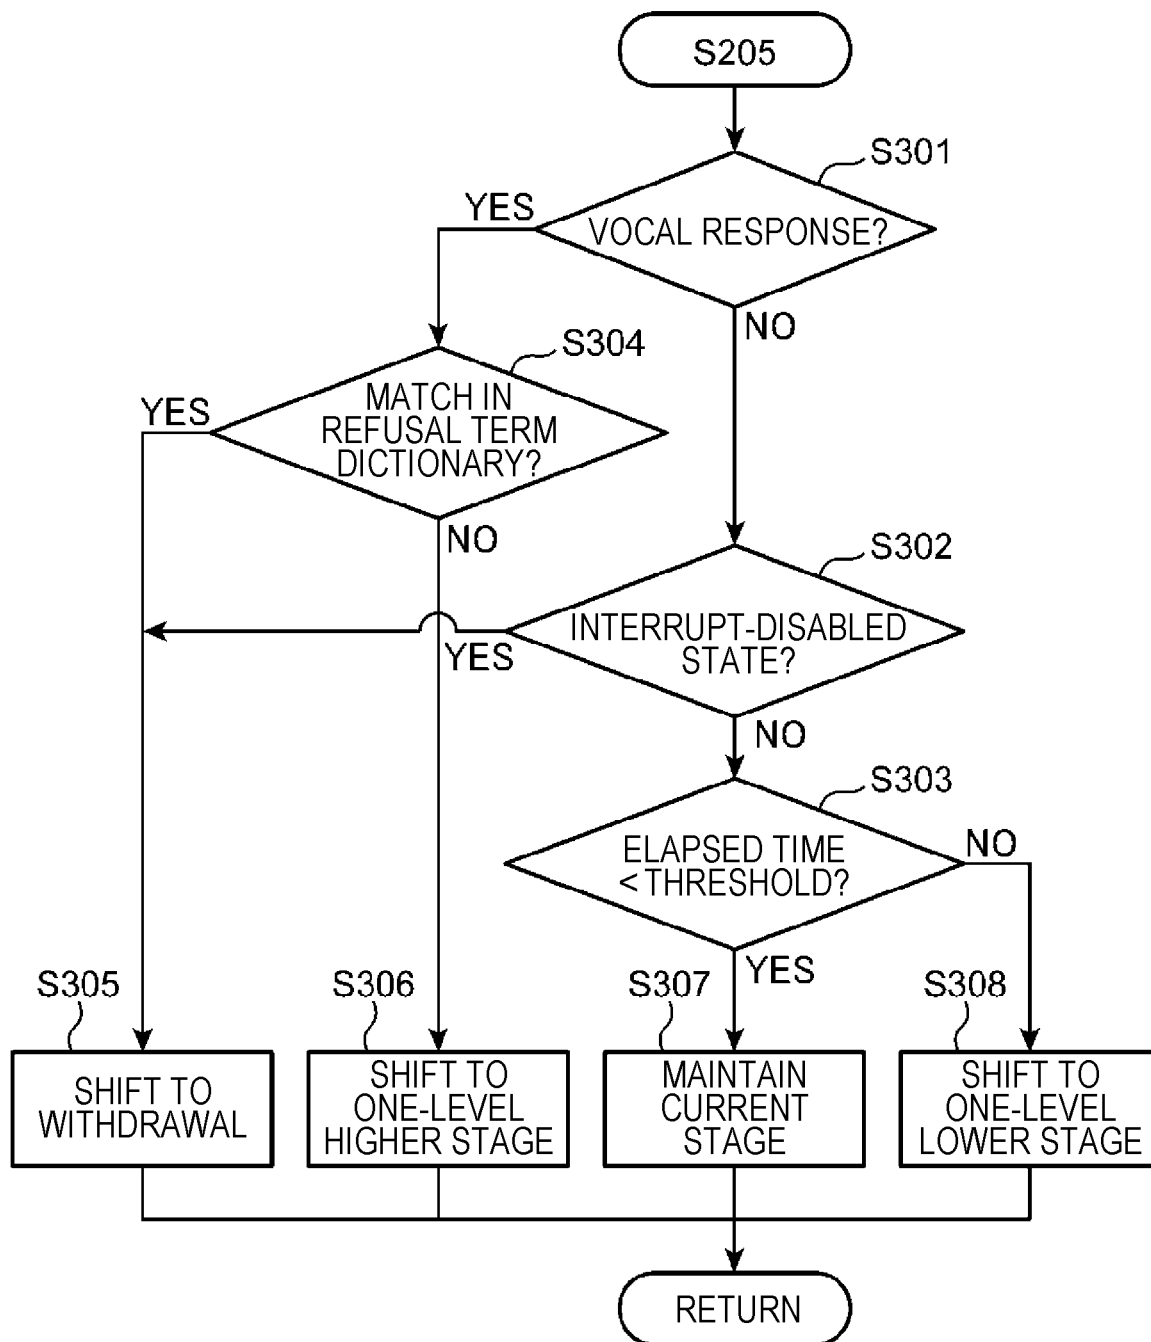 S205
S301
YES
VOCAL RESPONSE?
NO
S304
YES
MATCH IN
REFUSAL TERM
DICTIONARY?
NO
S302
INTERRUPT-DISABLED
STATE?
YES
NO
S303
ELAPSED TIME
< THRESHOLD?
NO
YES
S305
S306
S307
S308
SHIFT TO
WITHDRAWAL
SHIFT TO
ONE-LEVEL
HIGHER STAGE
MAINTAIN
CURRENT
STAGE
SHIFT TO
ONE-LEVEL
LOWER STAGE
RETURN